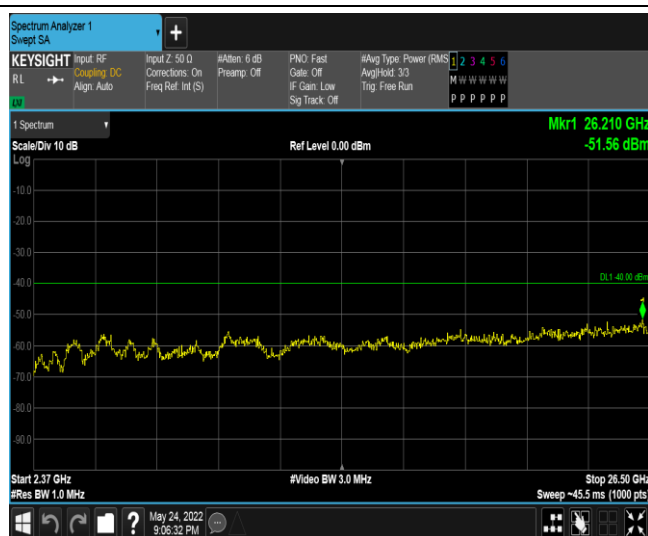 Spectrum Analyzer 1
Swept SA
+
KEYSIGHT
RL
LNI
Input: RF
Coupling: DC
Align: Auto
Input Z: 50 Ω
Corrections: On
Freq Ref: Int (S)
#Atten: 6 dB
Preamp: Off
PNO: Fast
Gate: Off
IF Gain: Low
Sig Track: Off
#Avg Type: Power (RMS
Avg|Hold: 3/3
Trig: Free Run
1 2 3 4 5 6
M W W W W W
P P P P P P
1 Spectrum
Mkr1 26.210 GHz
-51.56 dBm
Scale/Div 10 dB
Ref Level 0.00 dBm
Log
-10.0
-20.0
-30.0
DL1 -40.00 dBm
-40.0
-50.0
-60.0
-70.0
-80.0
-90.0
Start 2.37 GHz
#Video BW 3.0 MHz
Stop 26.50 GHz
#Res BW 1.0 MHz
Sweep ~45.5 ms (1000 pts)
?
May 24, 2022
9:06:32 PM